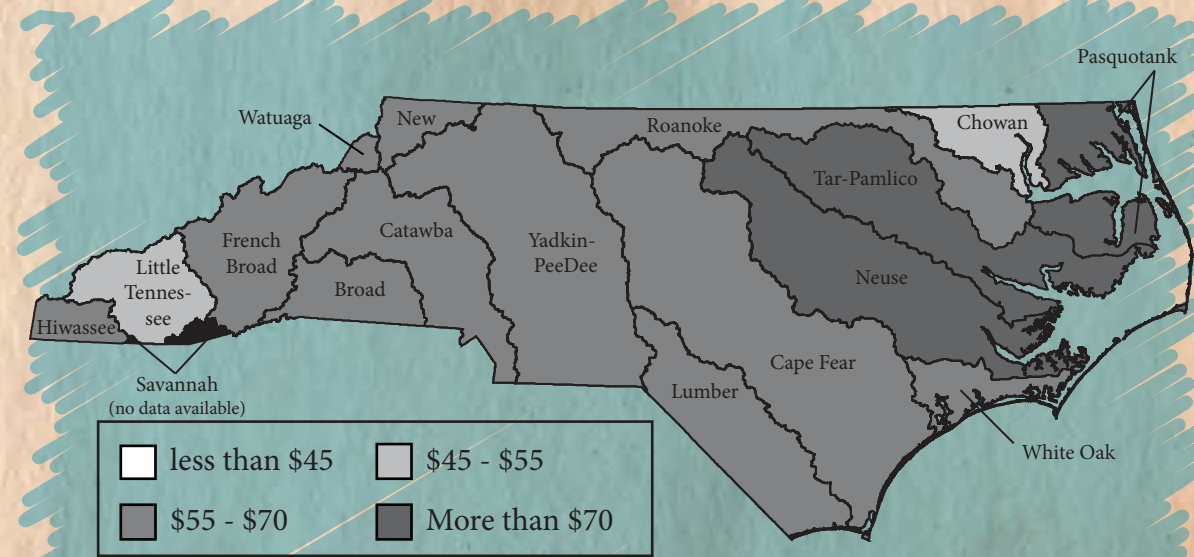 Pasquotank
Watuaga
New
Roanoke
Chowan
Tar-Pamlico
French
Broad
Catawba
Yadkin-
PeeDee
Little
Tennes-
see
Broad
Neuse
Hiwassee
Cape Fear
Savannah
(no data available)
Lumber
White Oak
less than $45
$45 - $55
$55 - $70
More than $70